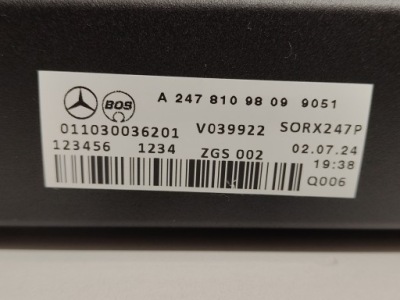 BOS A 247 810 98 09 9051
011030036201 V039922 SORX247P
123456 1234 ZGS 002 02.07.24
19:38
Q006